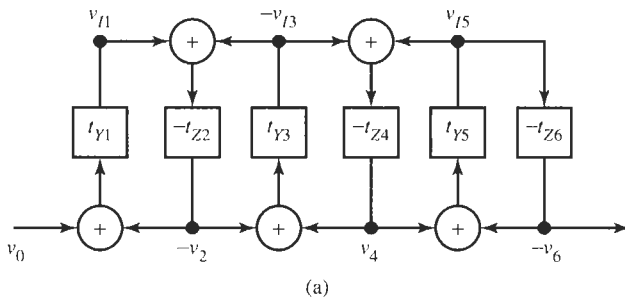 v_{I1} -v_{I3} v_{I5}
+ +
t_{Y1} -t_{Z2} t_{Y3} -t_{Z4} t_{Y5} -t_{Z6}
+ + +
v_0 -v_2 v_4 -v_6
(a)